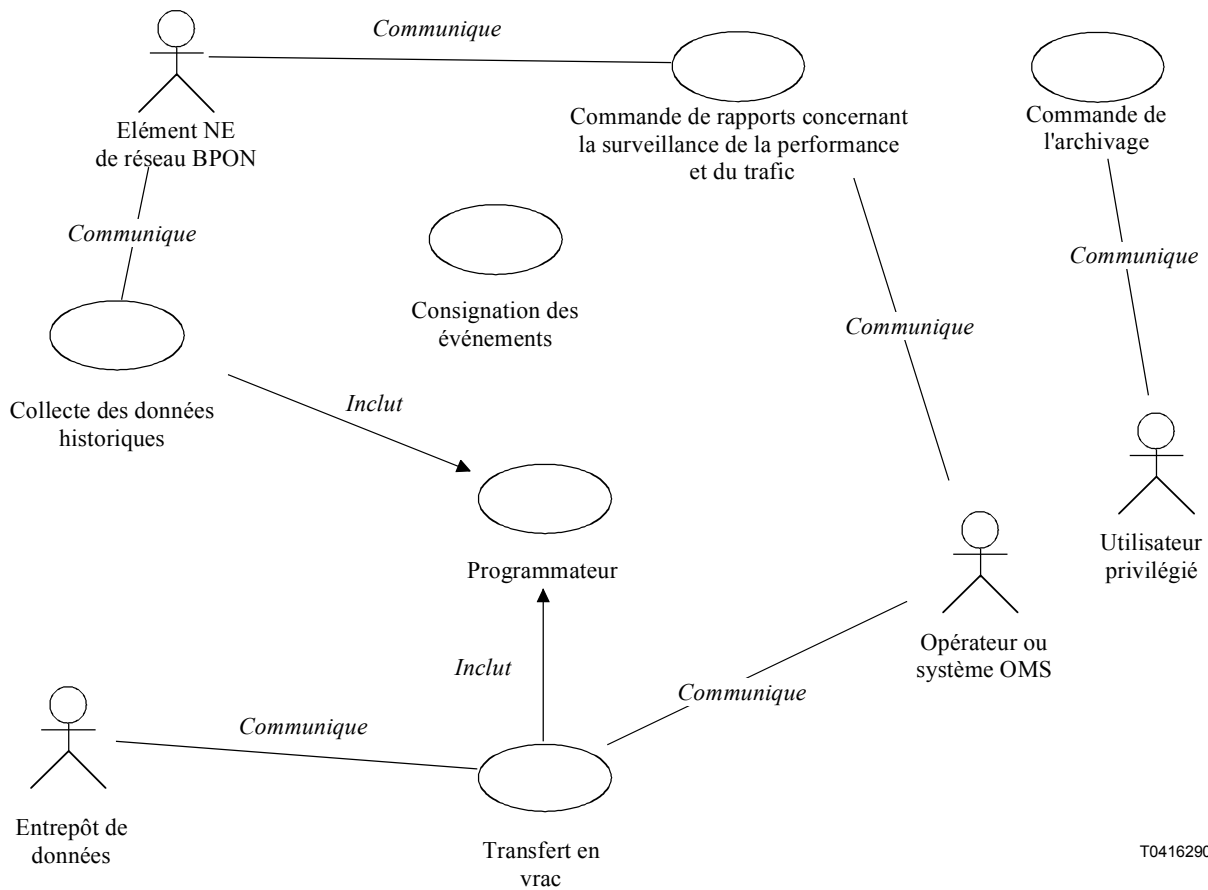 Communique
Elément NE
de réseau BPON
Commande de rapports concernant
la surveillance de la performance
et du trafic
Commande de
l'archivage
Communique
Communique
Consignation des
événements
Communique
Collecte des données
historiques
Inclut
Programmateur
Utilisateur
privilégié
Opérateur ou
système OMS
Inclut
Communique
Communique
Entrepôt de
données
Transfert en
vrac
T0416290